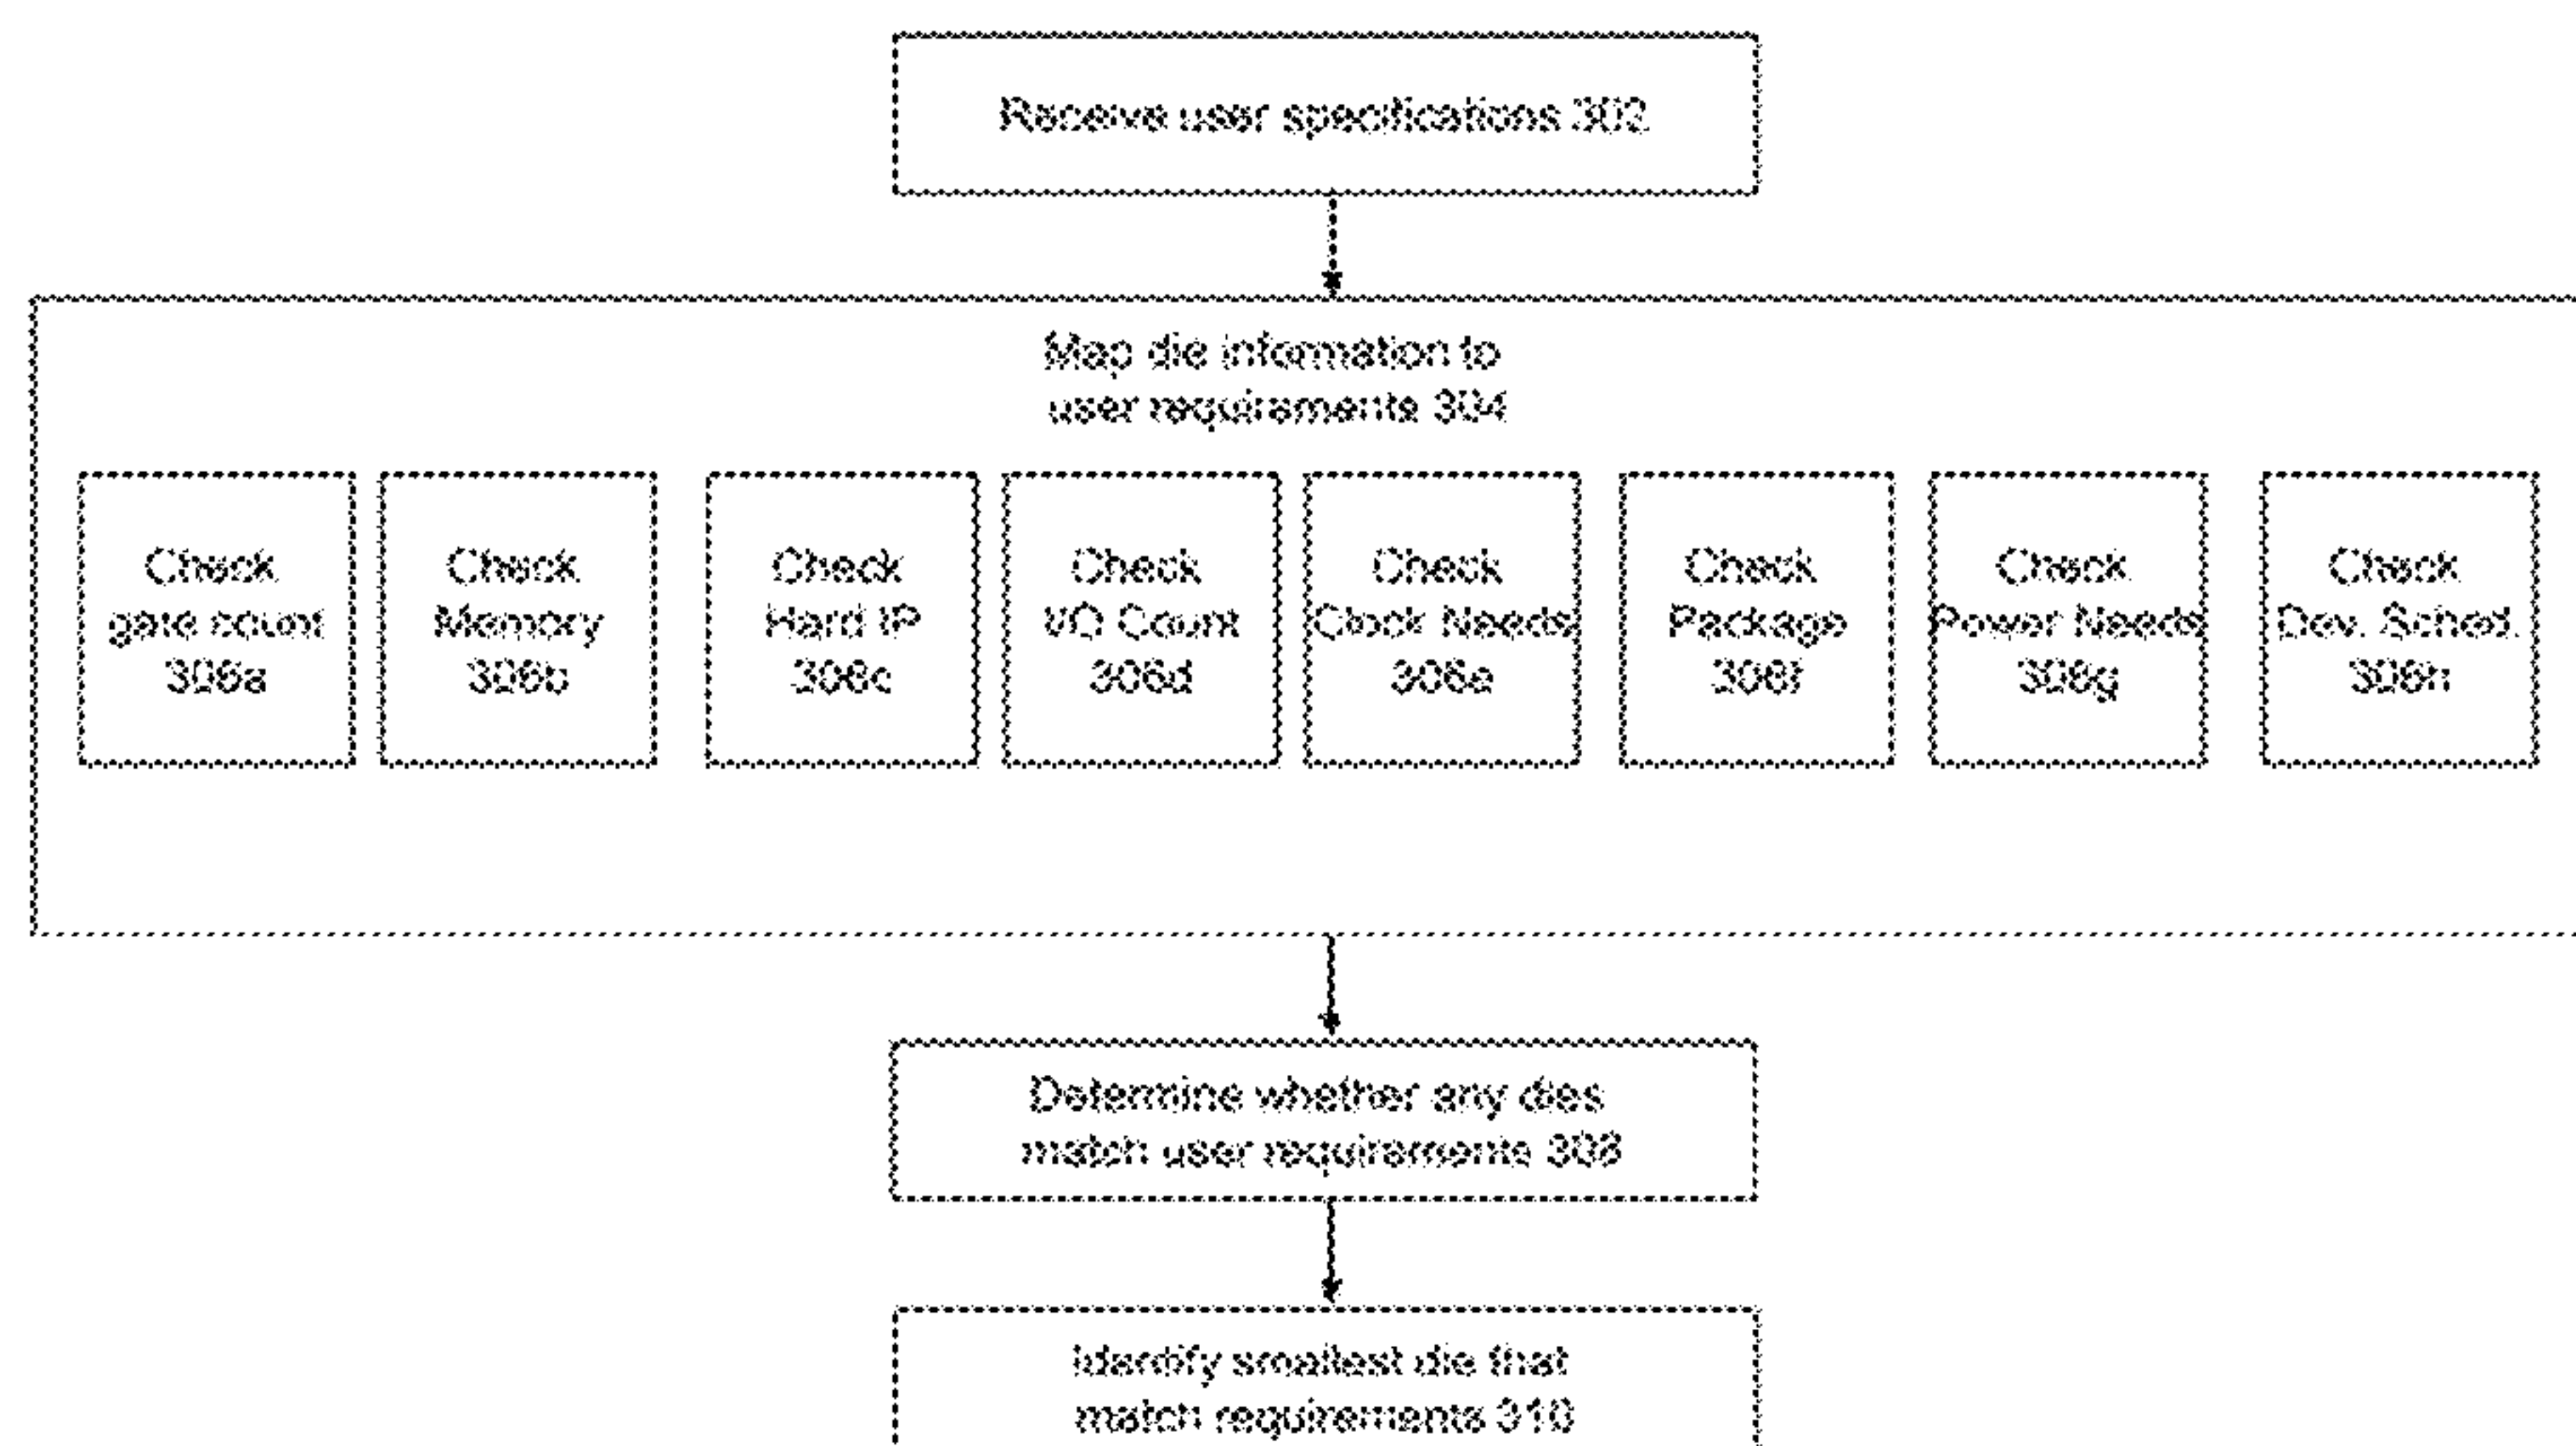 Receive user specifications 302
Map die information to
user requirements 304
Check
gate count
306a
Check
Memory
306b
Check
Hard IP
306c
Check
I/O Count
306d
Check
Clock Needs
306e
Check
Package
306f
Check
Power Needs
306g
Check
Dev. Sched.
306h
Determine whether any dies
match user requirements 308
Identify smallest die that
match requirements 310